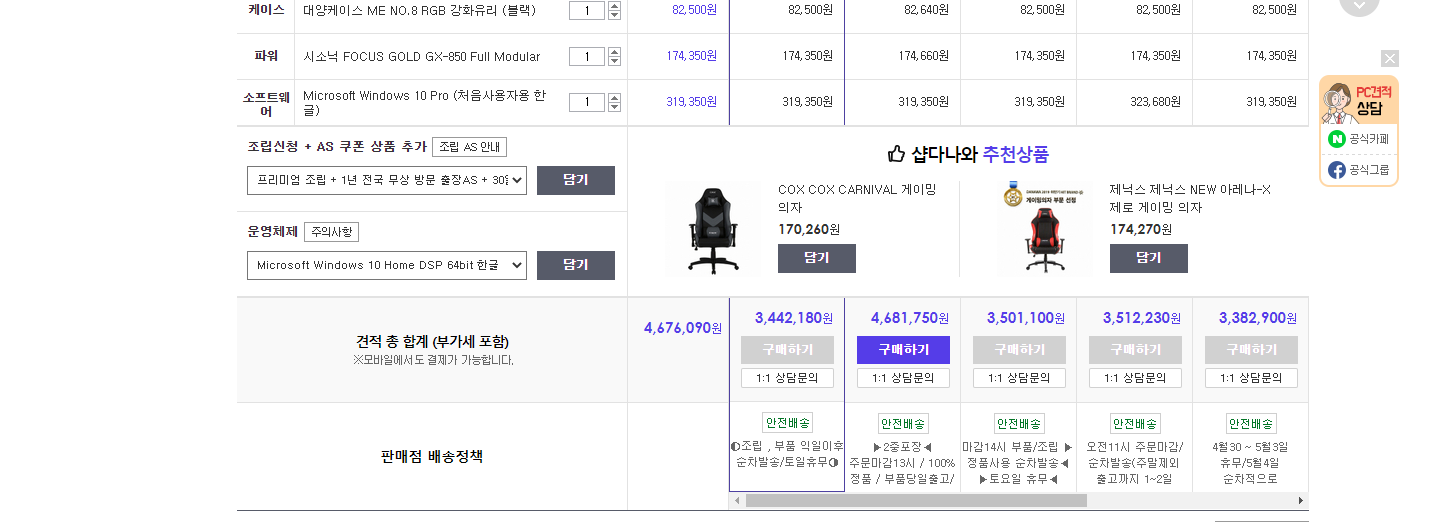 케이스 대양케이스 ME NO.8 RGB 강화유리 (블랙) 1 82,500원 82,500원 82,640원 82,500원 82,500원 82,500원
파워 시소닉 FOCUS GOLD GX-850 Full Modular 1 174,350원 174,350원 174,660원 174,350원 174,350원 174,350원
소프트웨어 Microsoft Windows 10 Pro (처음사용자용 한글) 1 319,350원 319,350원 319,350원 319,350원 323,680원 319,350원
PC견적
상담
공식카페
공식그룹
조립신청 + AS 쿠폰 상품 추가 조립 AS 안내
프리미엄 조립 + 1년 전국 무상 방문 출장AS + 30일 담기
운영체제 주의사항
Microsoft Windows 10 Home DSP 64bit 한글 담기
샵다나와 추천상품
COX COX CARNIVAL 게이밍
의자
170,260원
담기
게이밍의자 부문 선정
제닉스 제닉스 NEW 아레나-X
제로 게이밍 의자
174,270원
담기
견적 총 합계 (부가세 포함)
※모바일에서도 결제가 가능합니다.
4,676,090원
3,442,180원 4,681,750원 3,501,100원 3,512,230원 3,382,900원
구매하기 구매하기 구매하기 구매하기 구매하기
1:1 상담문의 1:1 상담문의 1:1 상담문의 1:1 상담문의 1:1 상담문의
판매점 배송정책
안전배송
◐조립 , 부품 익일이후
순차발송/토일휴무◑
안전배송
▶2중포장◀
주문마감13시 / 100%
정품 / 부품당일출고/
안전배송
마감14시 부품/조립 ▶
정품사용 순차발송◀
▶토요일 휴무◀
안전배송
오전11시 주문마감/
순차발송(주말제외
출고까지 1~2일
안전배송
4월30 ~ 5월3일
휴무/5월4일
순차적으로